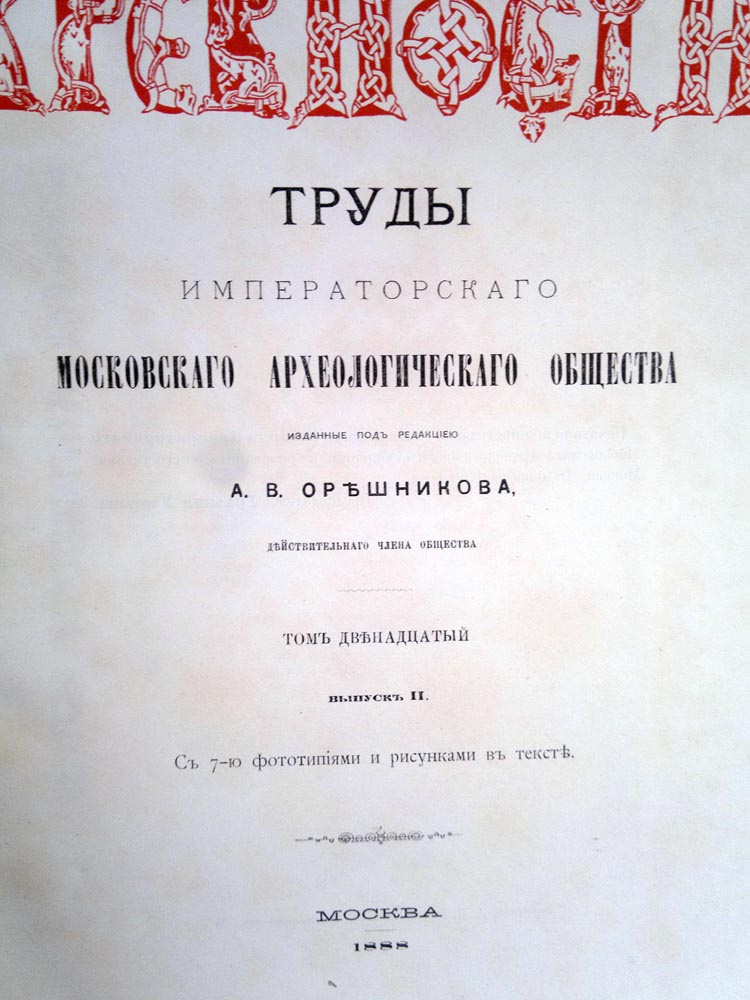 ДРЕВНОСТИ
ТРУДЫ
ИМПЕРАТОРСКАГО
МОСКОВСКАГО АРХЕОЛОГИЧЕСКАГО ОБЩЕСТВА
ИЗДАННЫЕ ПОДЪ РЕДАКЦІЕЮ
А. В. ОРѢШНИКОВА,
ДѢЙСТВИТЕЛЬНАГО ЧЛЕНА ОБЩЕСТВА
ТОМЪ ДВѢНАДЦАТЫЙ
ВЫПУСКЪ II.
Съ 7-ю фототипіями и рисунками въ текстѣ.
МОСКВА
1888